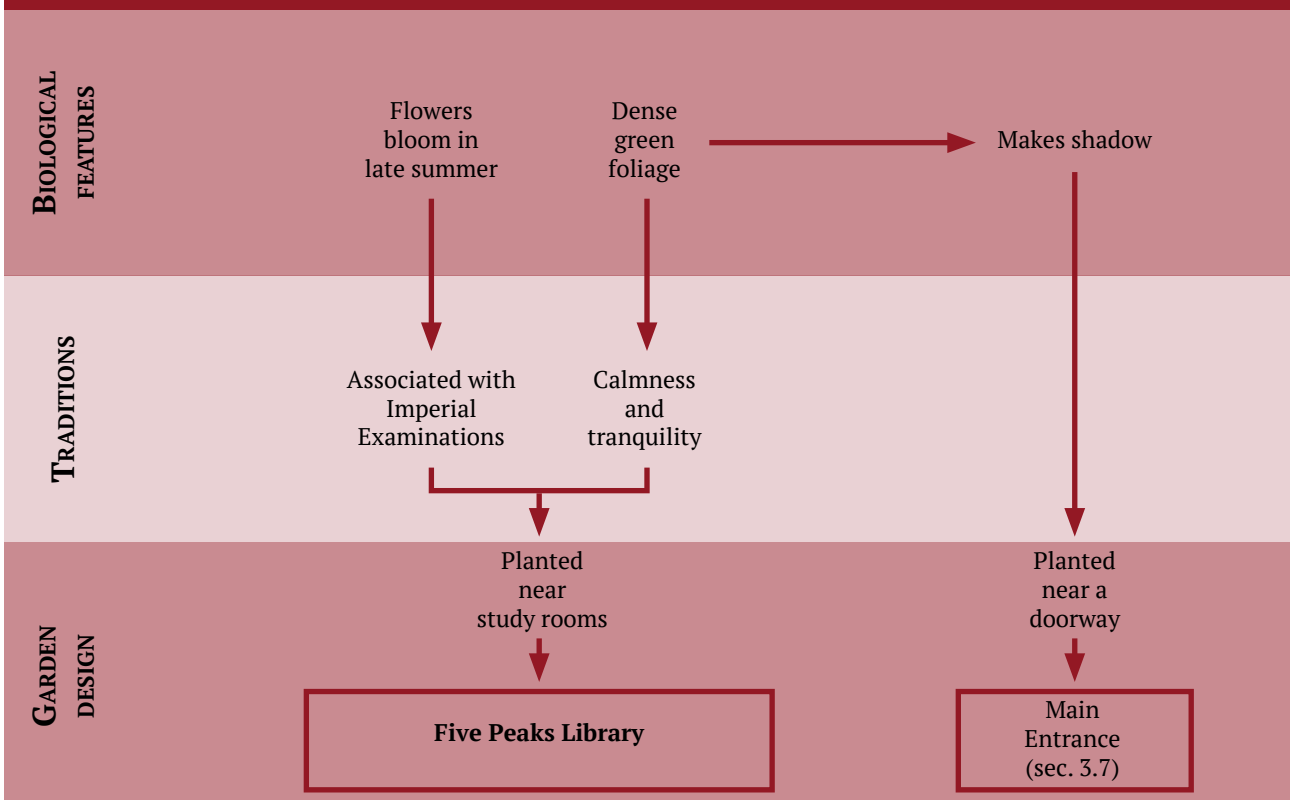 BIOLOGICAL
FEATURES
Flowers
bloom in
late summer
Dense
green
foliage
Makes shadow
TRADITIONS
Associated with
Imperial
Examinations
Calmness
and
tranquility
GARDEN
DESIGN
Planted
near
study rooms
Planted
near a
doorway
Five Peaks Library
Main
Entrance
(sec. 3.7)